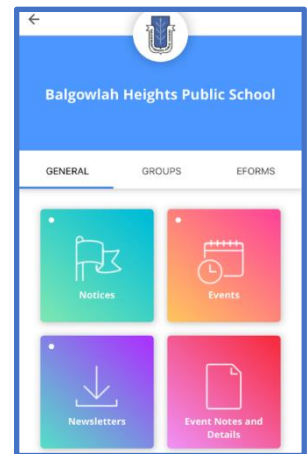 Balgowlah Heights Public School
GENERAL GROUPS EFORMS
Notices
Events
Newsletters
Event Notes and
Details